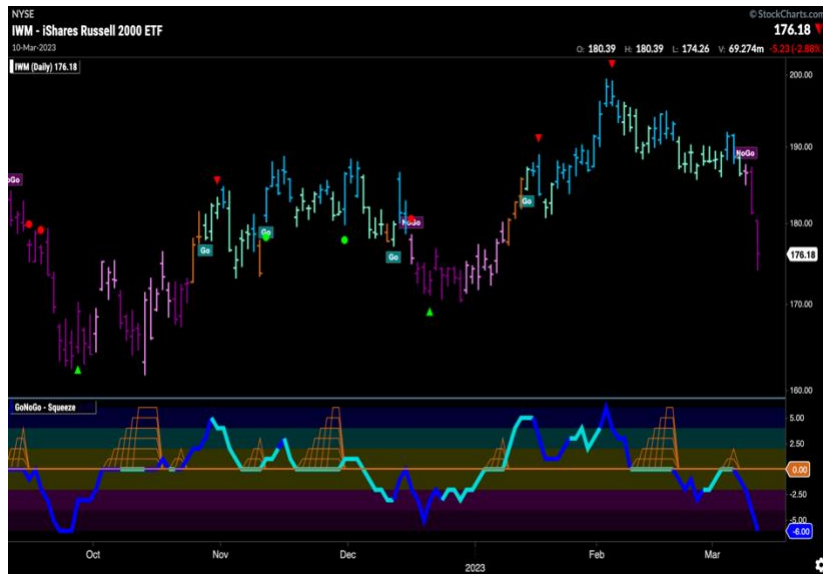 NYSE
© StockCharts.com
IWM - iShares Russell 2000 ETF
176.18
10-Mar-2023
O: 180.39 H: 180.39 L: 174.26 V: 69.274m -5.23 (-2.88%)
IWM (Daily) 176.18
200.00
190.00
NoGo
oGo
NoGo
Go
Go
Go
Go
180.00
176.18
170.00
160.00
GoNoGo - Squeeze
5.00
2.50
0.00
-2.50
-5.00
-6.00
Oct
Nov
Dec
Feb
Mar
2023